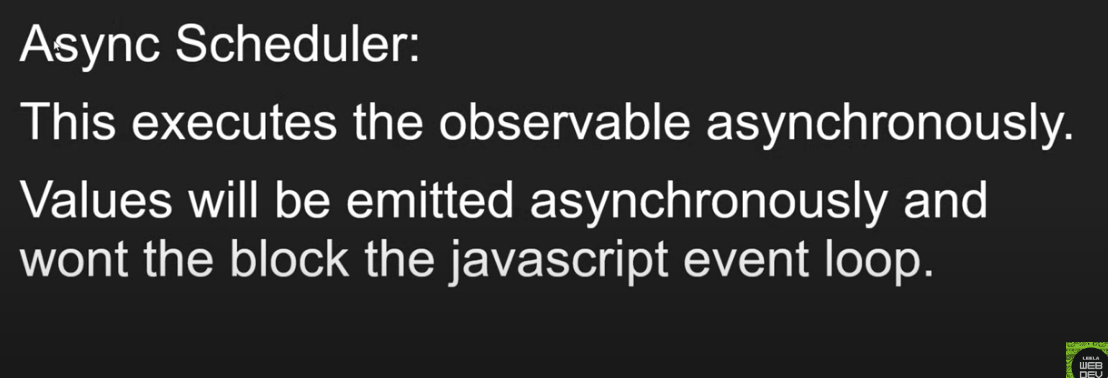 Async Scheduler:
This executes the observable asynchronously.
Values will be emitted asynchronously and
wont the block the javascript event loop.
LEELA
WEB
DEV